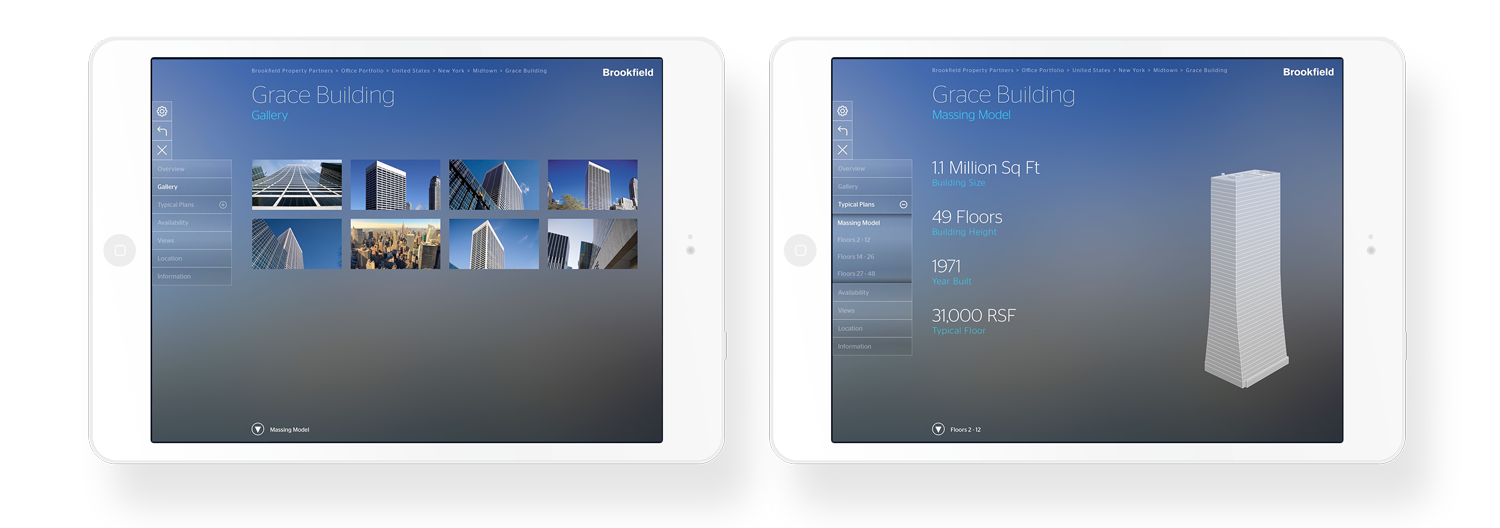 Brookfield Property Partners > Office Portfolio > United States > New York > Midtown > Grace Building
Brookfield
Grace Building
Gallery
Overview
Gallery
Typical Plans
Availability
Views
Location
Information
Massing Model
Brookfield Property Partners > Office Portfolio > United States > New York > Midtown > Grace Building
Brookfield
Grace Building
Massing Model
Overview
Gallery
Typical Plans
Massing Model
Floors 2 - 12
Floors 14 - 26
Floors 27 - 48
Availability
Views
Location
Information
1.1 Million Sq Ft
Building Size
49 Floors
Building Height
1971
Year Built
31,000 RSF
Typical Floor
Floors 2 - 12